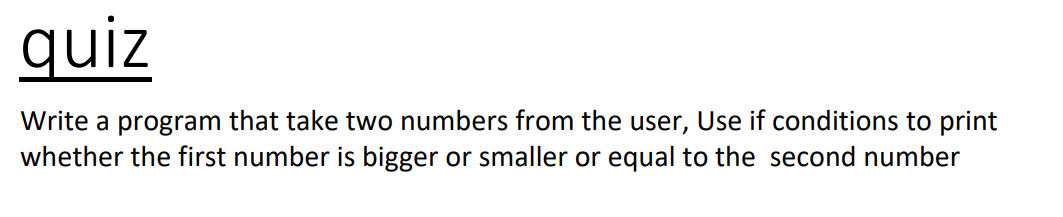 quiz
Write a program that take two numbers from the user, Use if conditions to print
whether the first number is bigger or smaller or equal to the  second number